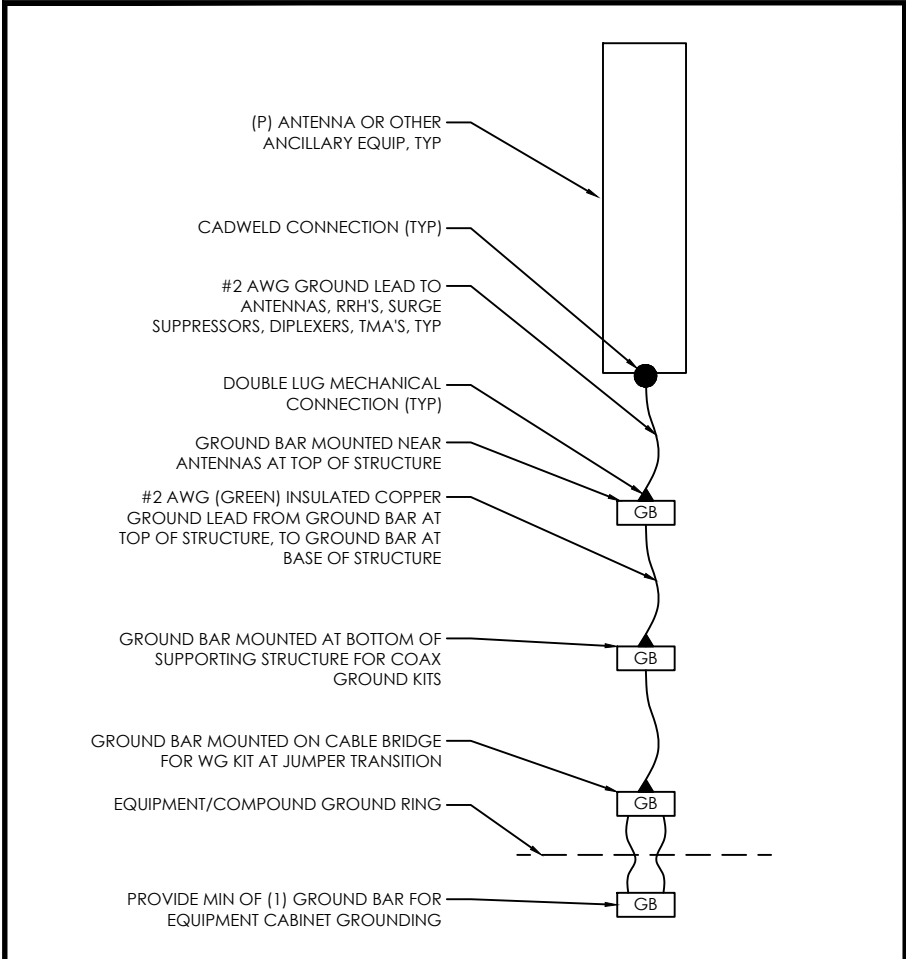 (P) ANTENNA OR OTHER
ANCILLARY EQUIP, TYP
CADWELD CONNECTION (TYP)
#2 AWG GROUND LEAD TO
ANTENNAS, RRH'S, SURGE
SUPPRESSORS, DIPLEXERS, TMA'S, TYP
DOUBLE LUG MECHANICAL
CONNECTION (TYP)
GROUND BAR MOUNTED NEAR
ANTENNAS AT TOP OF STRUCTURE
GB
#2 AWG (GREEN) INSULATED COPPER
GROUND LEAD FROM GROUND BAR AT
TOP OF STRUCTURE, TO GROUND BAR AT
BASE OF STRUCTURE
GROUND BAR MOUNTED AT BOTTOM OF
SUPPORTING STRUCTURE FOR COAX
GROUND KITS
GB
GROUND BAR MOUNTED ON CABLE BRIDGE
FOR WG KIT AT JUMPER TRANSITION
GB
EQUIPMENT/COMPOUND GROUND RING
PROVIDE MIN OF (1) GROUND BAR FOR
EQUIPMENT CABINET GROUNDING
GB